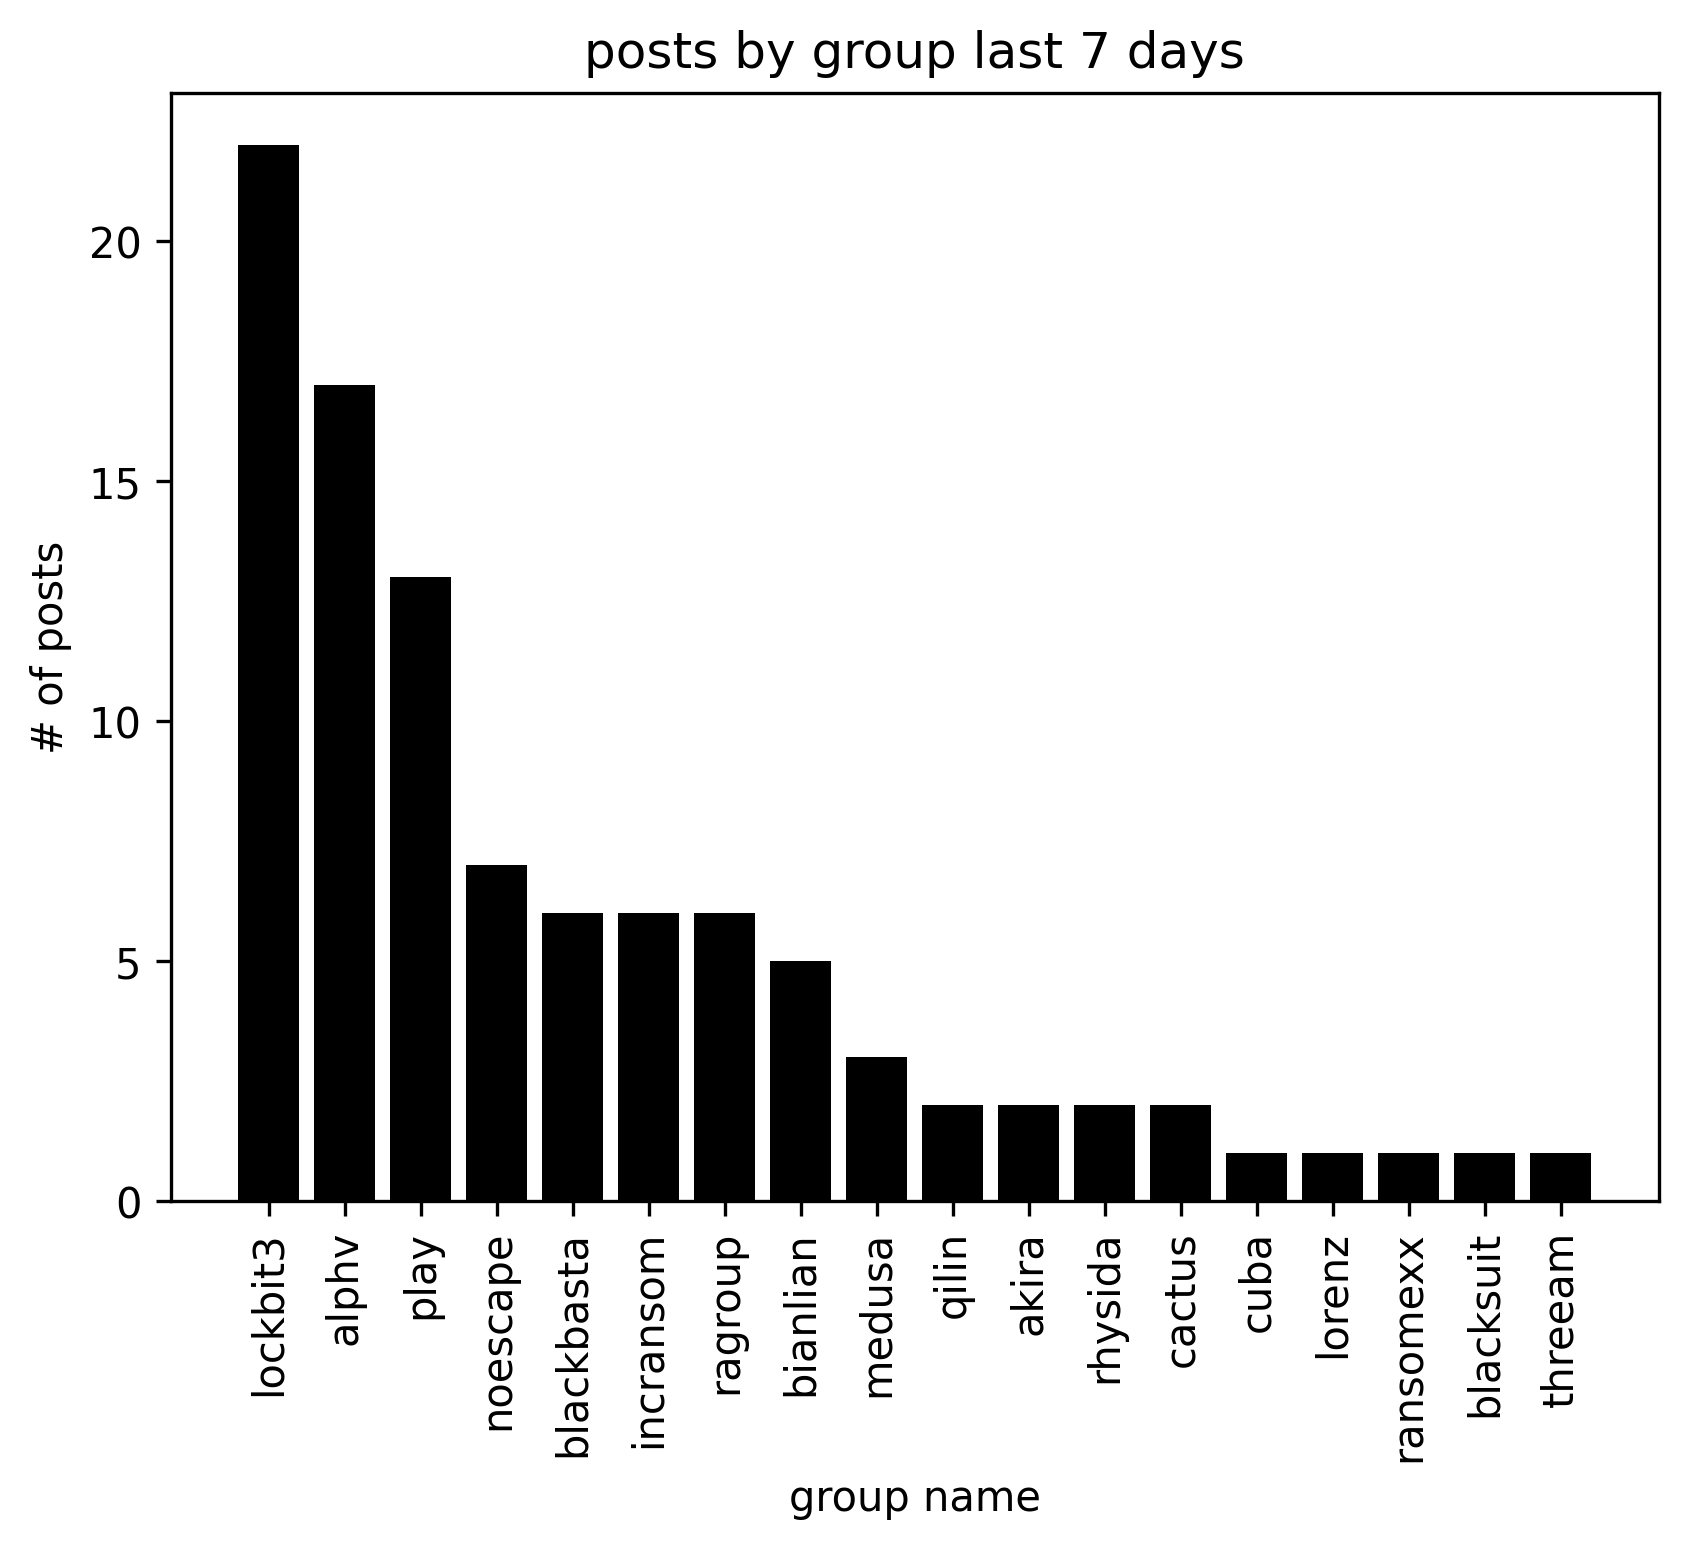 posts by group last 7 days
# of posts
20
15
10
5
0
lockbit3
alphv
play
noescape
blackbasta
incransom
ragroup
bianlian
medusa
qilin
akira
rhysida
cactus
cuba
lorenz
ransomexx
blacksuit
threeam
group name